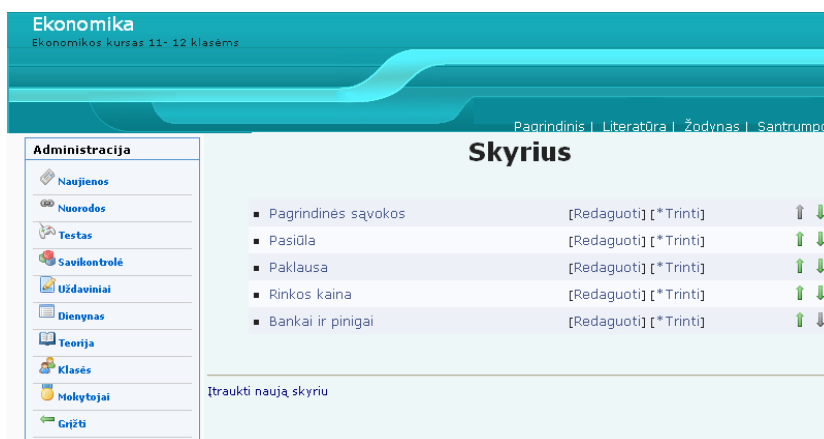 Ekonomika
Ekonomikos kursas 11- 12 klasėms
Pagrindinis | Literatūra | Žodynas | Santrumpo
Administracija
Skyrius
Naujienos
Nuorodos
Testas
Savikontrolė
Uždaviniai
Dienynas
Teorija
Klasės
Mokytojai
Grįžti
Pagrindinės sąvokos [Redaguoti] [*Trinti]
Pasiūla [Redaguoti] [*Trinti]
Paklausa [Redaguoti] [*Trinti]
Rinkos kaina [Redaguoti] [*Trinti]
Bankai ir pinigai [Redaguoti] [*Trinti]
Įtraukti naują skyriu